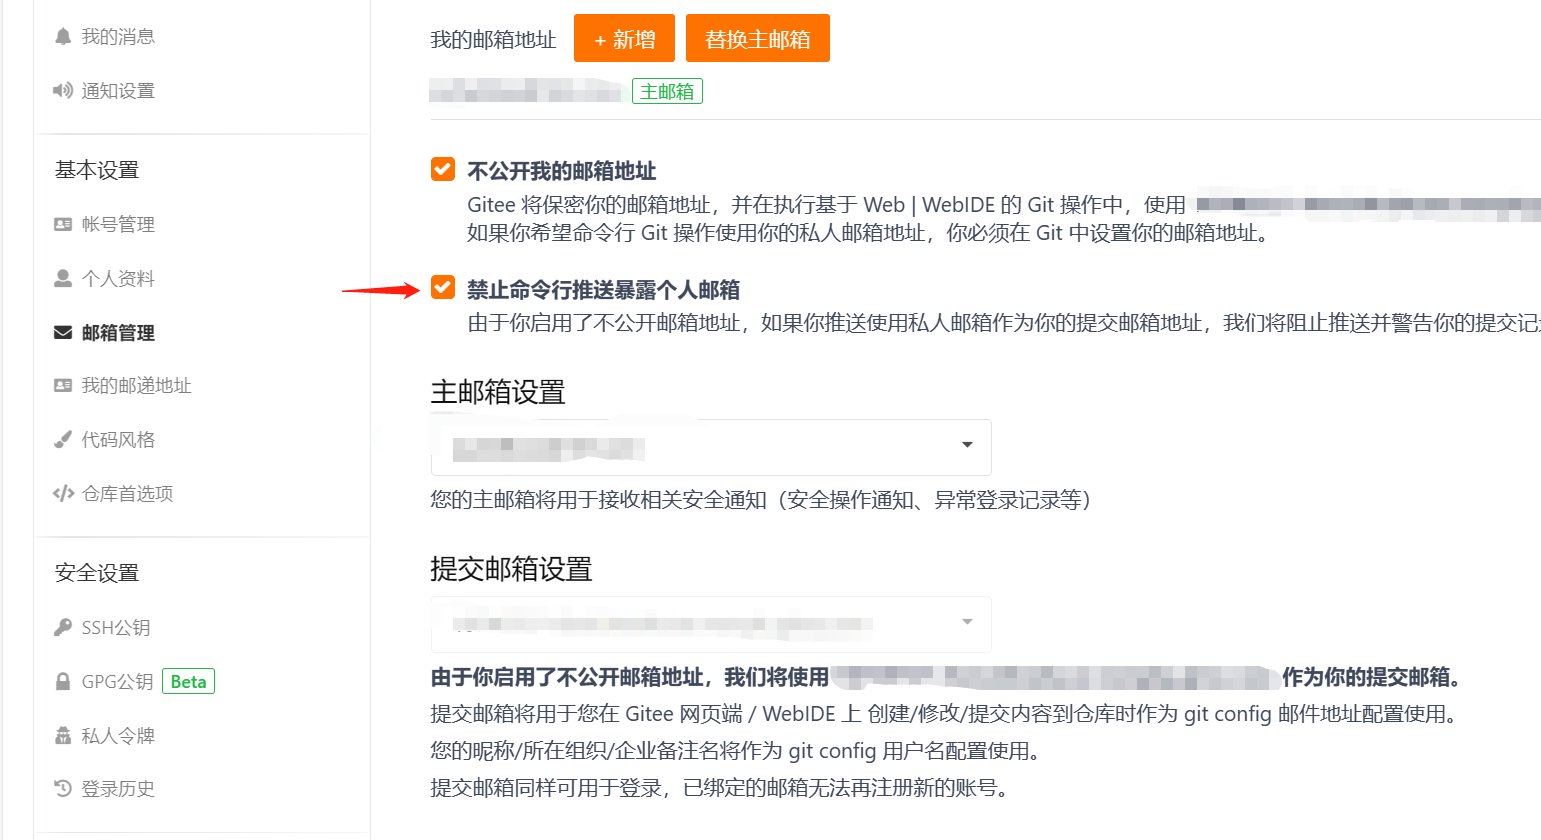 我的消息
通知设置
基本设置
帐号管理
个人资料
邮箱管理
我的邮递地址
代码风格
仓库首选项
安全设置
SSH公钥
GPG公钥 Beta
私人令牌
登录历史
我的邮箱地址 + 新增 替换主邮箱
主邮箱
不公开我的邮箱地址
Gitee 将保密你的邮箱地址，并在执行基于 Web | WebIDE 的 Git 操作中，使用
如果你希望命令行 Git 操作使用你的私人邮箱地址，你必须在 Git 中设置你的邮箱地址。
禁止命令行推送暴露个人邮箱
由于你启用了不公开邮箱地址，如果你推送使用私人邮箱作为你的提交邮箱地址，我们将阻止推送并警告你的提交记
主邮箱设置
您的主邮箱将用于接收相关安全通知（安全操作通知、异常登录记录等）
提交邮箱设置
由于你启用了不公开邮箱地址，我们将使用 作为你的提交邮箱。
提交邮箱将用于您在 Gitee 网页端 / WebIDE 上 创建/修改/提交内容到仓库时作为 git config 邮件地址配置使用。
您的昵称/所在组织/企业备注名将作为 git config 用户名配置使用。
提交邮箱同样可用于登录，已绑定的邮箱无法再注册新的账号。